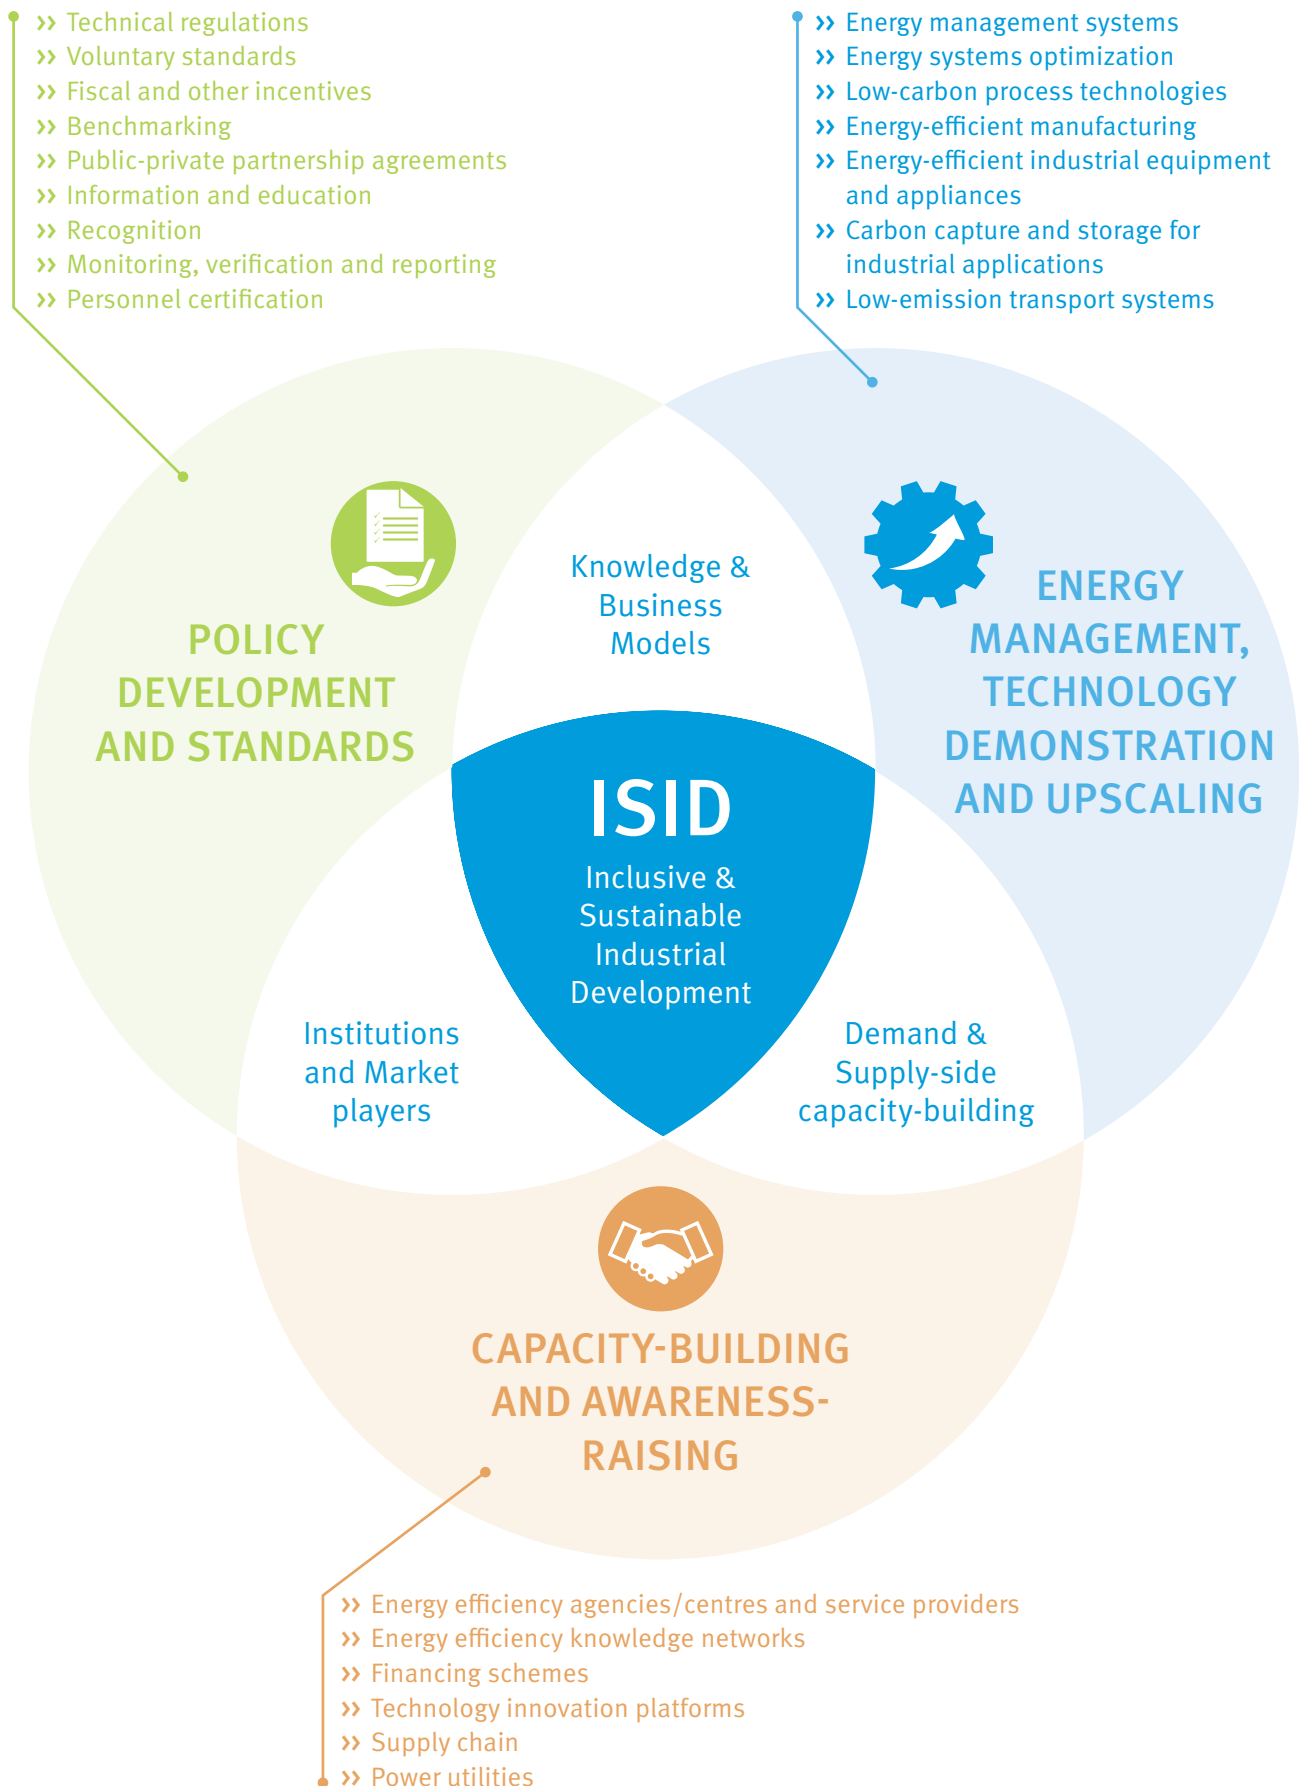 ›› Technical regulations
›› Voluntary standards
›› Fiscal and other incentives
›› Benchmarking
›› Public-private partnership agreements
›› Information and education
›› Recognition
›› Monitoring, verification and reporting
›› Personnel certification
›› Energy management systems
›› Energy systems optimization
›› Low-carbon process technologies
›› Energy-efficient manufacturing
›› Energy-efficient industrial equipment
and appliances
›› Carbon capture and storage for
industrial applications
›› Low-emission transport systems
POLICY
DEVELOPMENT
AND STANDARDS
Knowledge &
Business
Models
ENERGY
MANAGEMENT,
TECHNOLOGY
DEMONSTRATION
AND UPSCALING
ISID
Inclusive &
Sustainable
Industrial
Development
Institutions
and Market
players
Demand &
Supply-side
capacity-building
CAPACITY-BUILDING
AND AWARENESS-
RAISING
›› Energy efficiency agencies/centres and service providers
›› Energy efficiency knowledge networks
›› Financing schemes
›› Technology innovation platforms
›› Supply chain
›› Power utilities